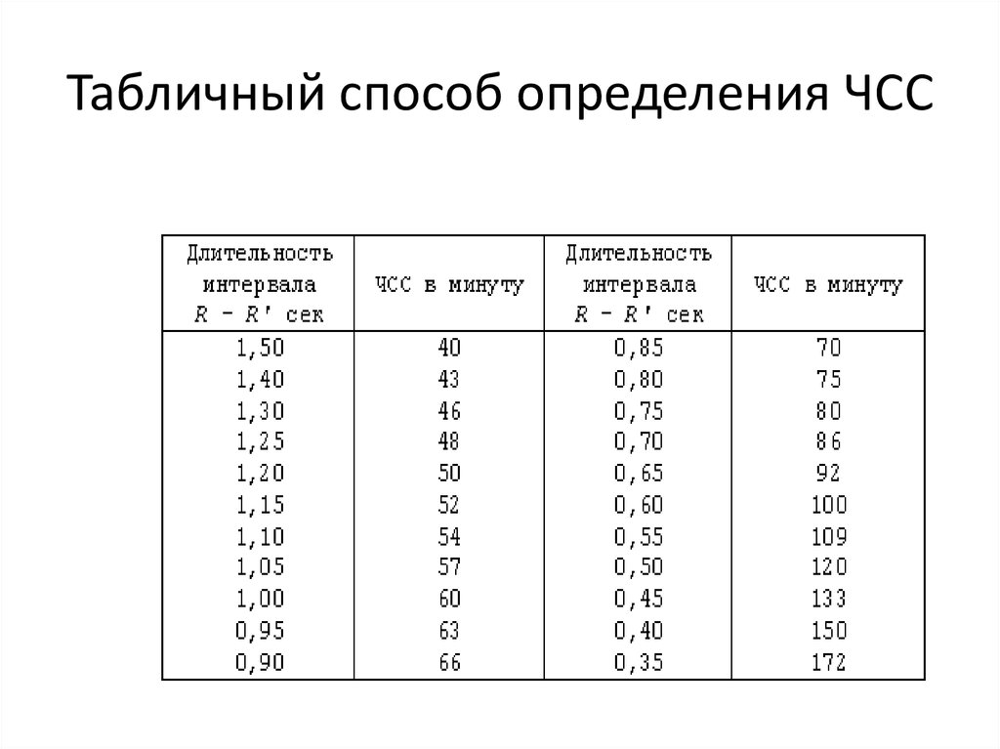 Табличный способ определения ЧСС
Длительность интервала R - R' сек | ЧСС в минуту | Длительность интервала R - R' сек | ЧСС в минуту
1,50 40 0,85 70
1,40 43 0,80 75
1,30 46 0,75 80
1,25 48 0,70 86
1,20 50 0,65 92
1,15 52 0,60 100
1,10 54 0,55 109
1,05 57 0,50 120
1,00 60 0,45 133
0,95 63 0,40 150
0,90 66 0,35 172